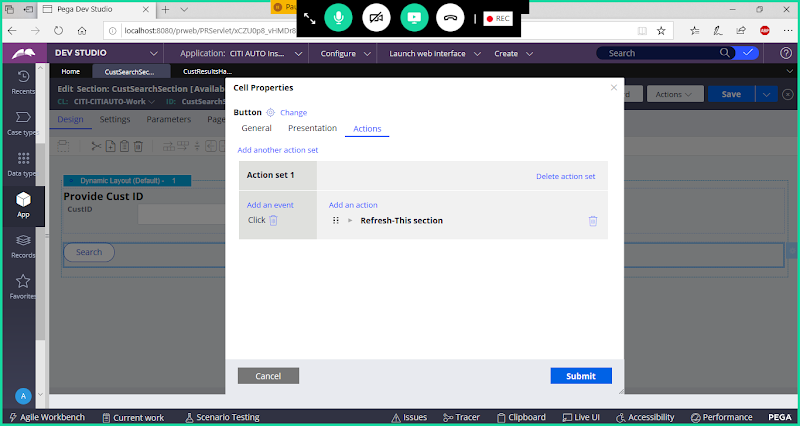 Pega Dev Studio
Pau
REC
localhost:8080/prweb/PRServlet/xCZU0p8_vHMDr8
ABP
DEV STUDIO
Application: CITI AUTO Ins...
Configure
Launch web interface
Create
Search
Home
CustSearchSec...
CustResultsHa...
Recents
Case types
Data types
App
Records
Favorites
A
Edit Section: CustSearchSection [Availab
CL: CITI-CITIAUTO-Work
ID: CustSearchS
Actions
Save
Design
Settings
Parameters
Page
Dynamic Layout (Default) - 1
Provide Cust ID
CustID
Search
Cell Properties
Button
Change
General
Presentation
Actions
Add another action set
Action set 1
Delete action set
Add an event
Add an action
Click
Refresh-This section
Cancel
Submit
Agile Workbench
Current work
Scenario Testing
Issues
Tracer
Clipboard
Live UI
Accessibility
Performance
PEGA